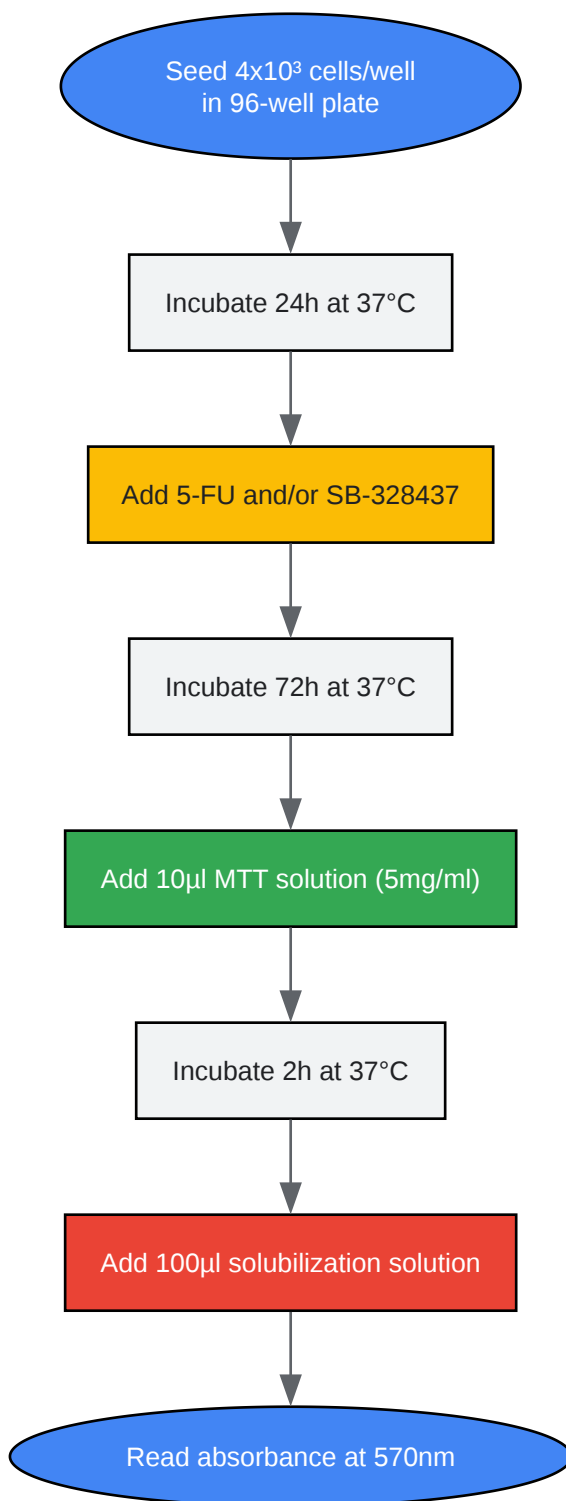 Seed 4x10³ cells/well
in 96-well plate
Incubate 24h at 37°C
Add 5-FU and/or SB-328437
Incubate 72h at 37°C
Add 10µl MTT solution (5mg/ml)
Incubate 2h at 37°C
Add 100µl solubilization solution
Read absorbance at 570nm